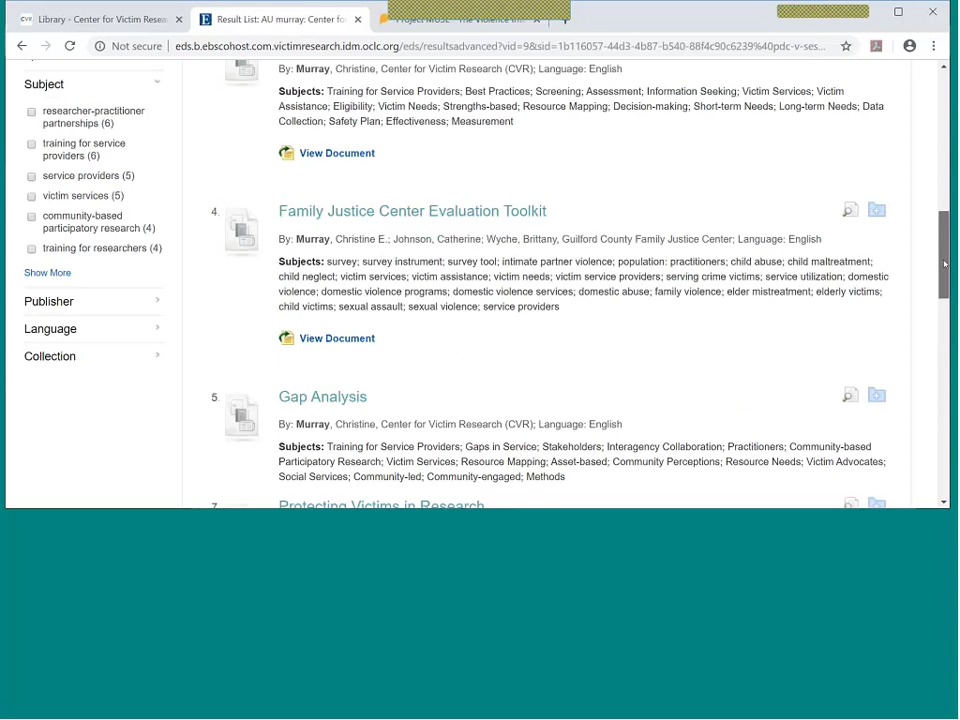 CVR Library - Center for Victim Resea
Result List: AU murray: Center fo
Project MUSE - The Violence In
Not secure
eds.b.ebscohost.com.victimresearch.idm.oclc.org/eds/resultsadvanced?vid=9&sid=1b116057-44d3-4b87-b540-88f4c90c6239%40pdc-v-ses...
Subject
researcher-practitioner
partnerships (6)
training for service
providers (6)
service providers (5)
victim services (5)
community-based
participatory research (4)
training for researchers (4)
Show More
Publisher
Language
Collection
By: Murray, Christine, Center for Victim Research (CVR); Language: English
Subjects: Training for Service Providers; Best Practices; Screening; Assessment; Information Seeking; Victim Services; Victim
Assistance; Eligibility; Victim Needs; Strengths-based; Resource Mapping; Decision-making; Short-term Needs; Long-term Needs; Data
Collection; Safety Plan; Effectiveness; Measurement
View Document
4. Family Justice Center Evaluation Toolkit
By: Murray, Christine E.; Johnson, Catherine; Wyche, Brittany, Guilford County Family Justice Center; Language: English
Subjects: survey; survey instrument; survey tool; intimate partner violence; population: practitioners; child abuse; child maltreatment;
child neglect; victim services; victim assistance; victim needs; victim service providers; serving crime victims; service utilization; domestic
violence; domestic violence programs; domestic violence services; domestic abuse; family violence; elder mistreatment; elderly victims;
child victims; sexual assault; sexual violence; service providers
View Document
5. Gap Analysis
By: Murray, Christine, Center for Victim Research (CVR); Language: English
Subjects: Training for Service Providers; Gaps in Service; Stakeholders; Interagency Collaboration; Practitioners; Community-based
Participatory Research; Victim Services; Resource Mapping; Asset-based; Community Perceptions; Resource Needs; Victim Advocates;
Social Services; Community-led; Community-engaged; Methods
7. Protecting Victims in Research